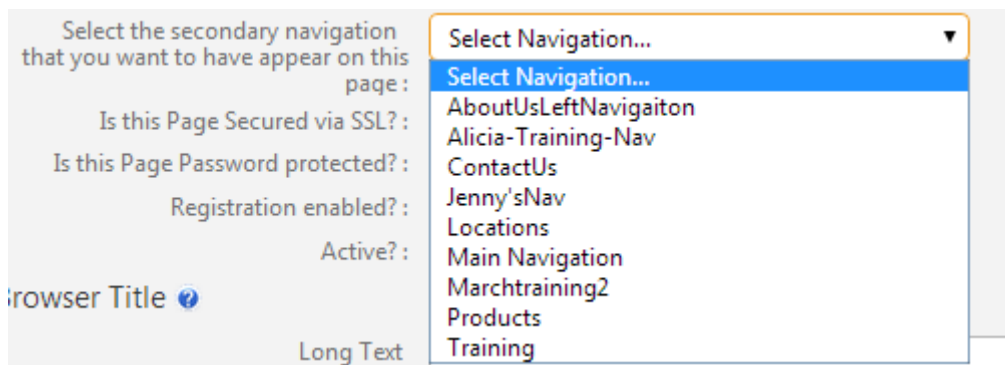 Select the secondary navigation
that you want to have appear on this
page :
Select Navigation...
Select Navigation...
AboutUsLeftNavigaiton
Alicia-Training-Nav
ContactUs
Jenny'sNav
Locations
Main Navigation
Marchtraining2
Products
Training
Is this Page Secured via SSL? :
Is this Page Password protected? :
Registration enabled? :
Active? :
rowser Title
Long Text